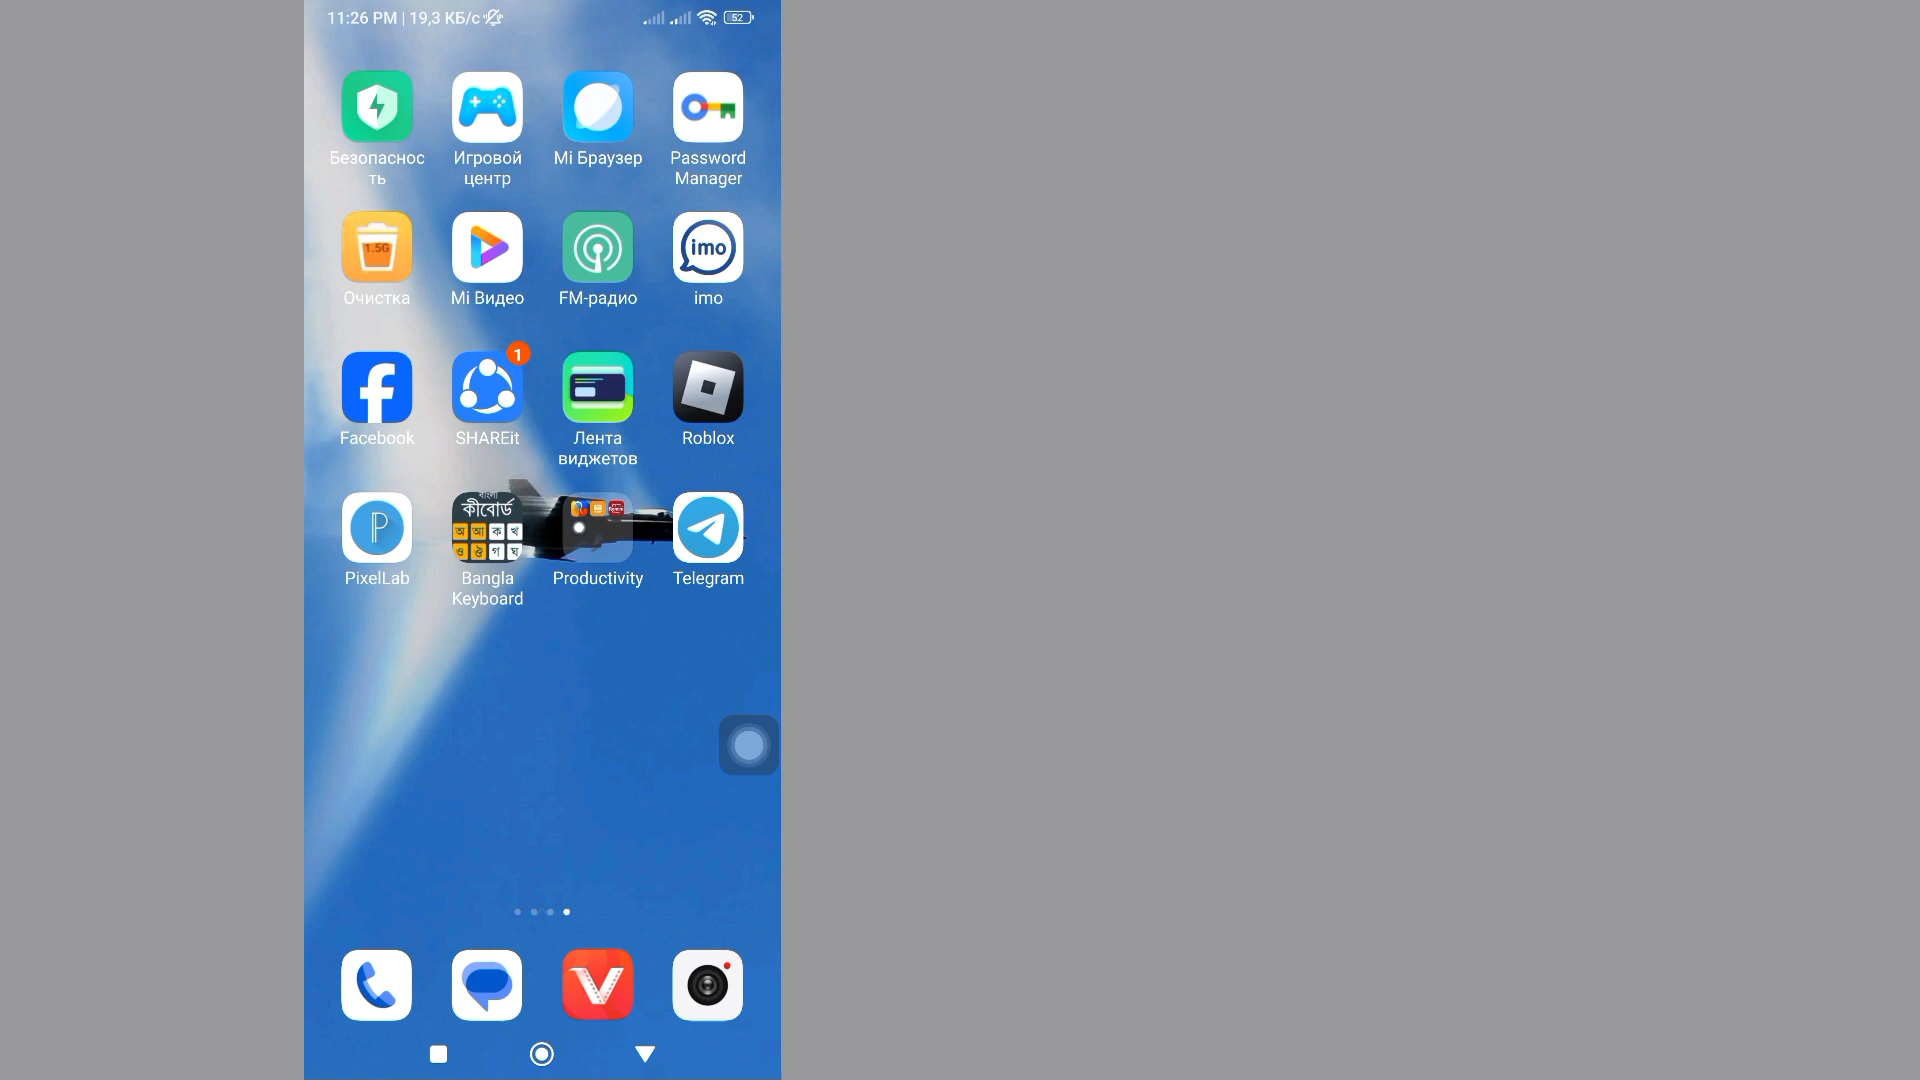 11:26 PM | 19,3 КБ/с
52
Безопаснос
ть
Игровой
центр
Mi Браузер
Password
Manager
1.5G
Очистка
Mi Видео
FM-радио
imo
imo
Facebook
1
SHAREit
Лента
виджетов
Roblox
PixelLab
বাংলা
কীবোর্ড
অ আ ক খ
ও ঐ গ ঘ
Bangla
Keyboard
Productivity
Telegram